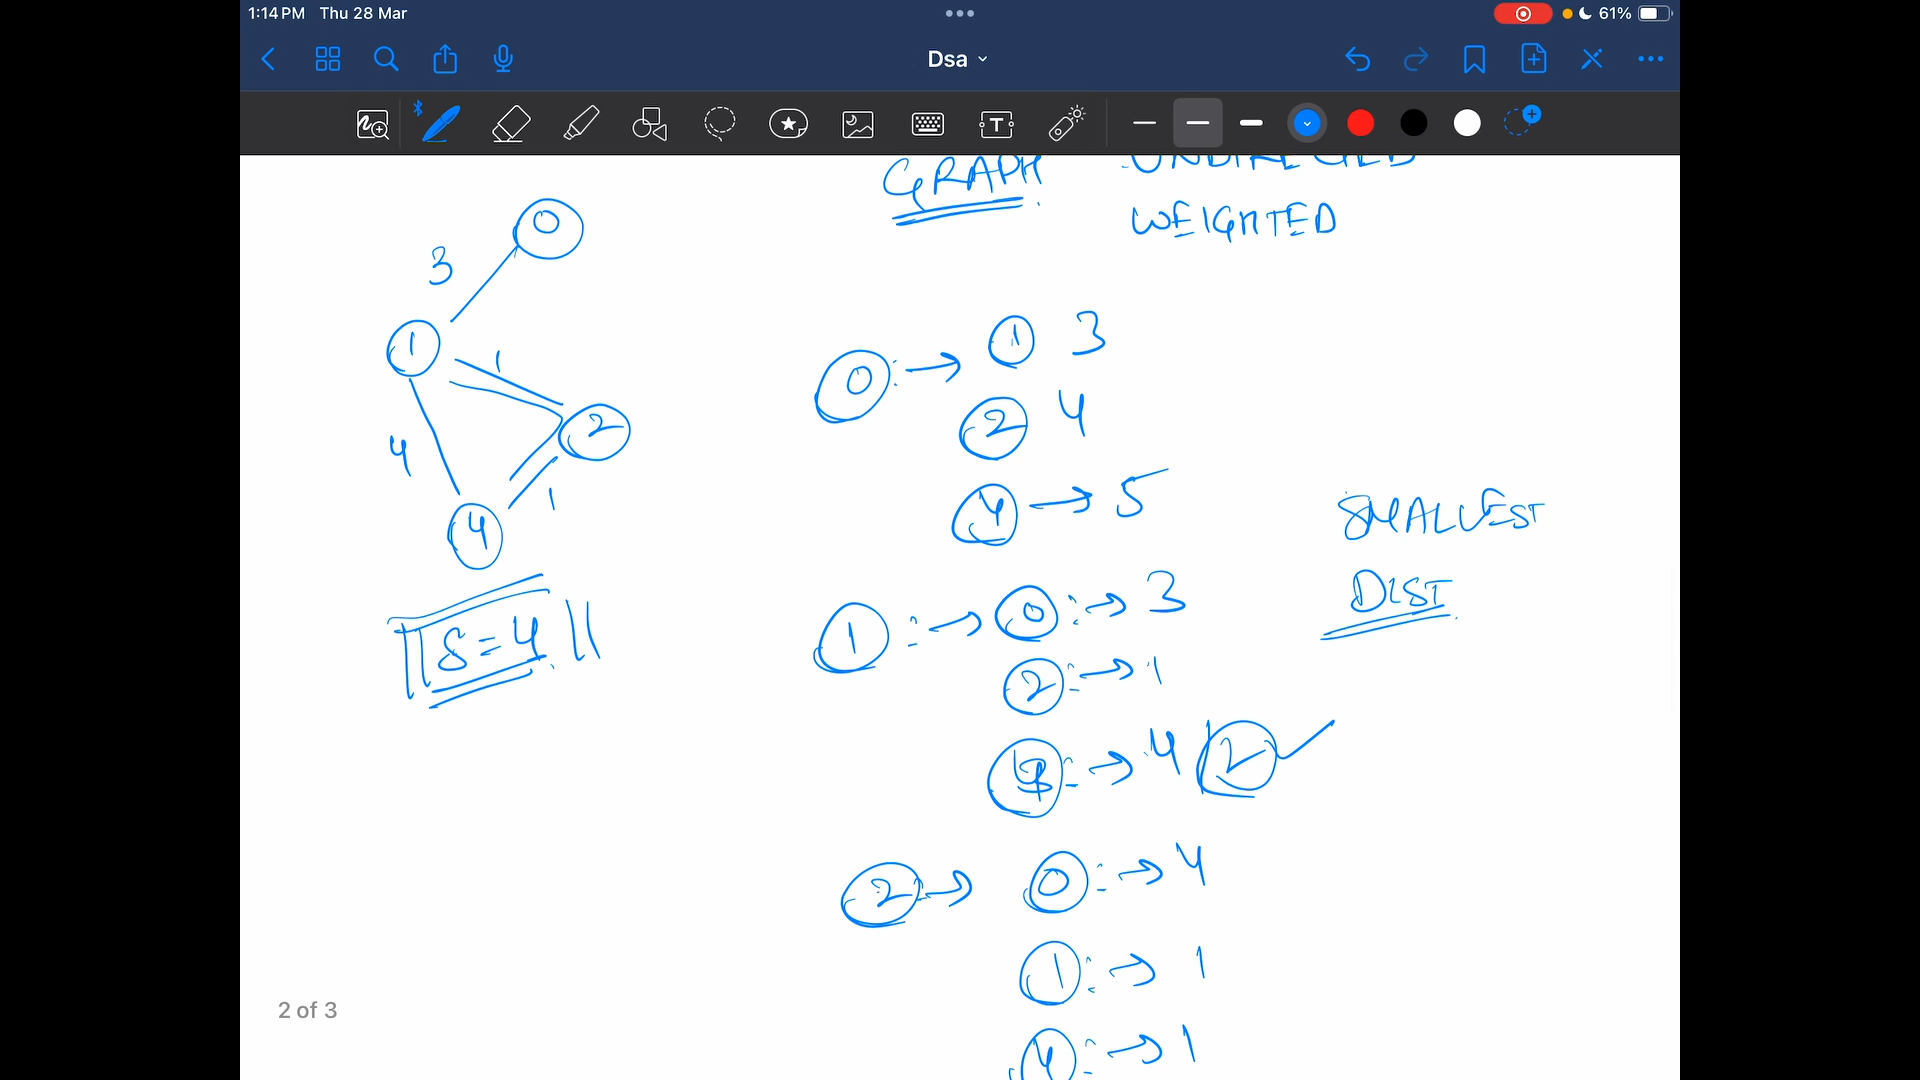 1:14 PM Thu 28 Mar
61%
Dsa
T
GRAPH
UNDIRECTED
WEIGHTED
0
3
1
1
4
2
1
4
S=4
0 : → 1 3
2 4
4 → 5
1 : → 0 : → 3
2 : → 1
4 : → 4 2
2 → 0 : → 4
1 : → 1
4 : → 1
SMALLEST
DIST
2 of 3